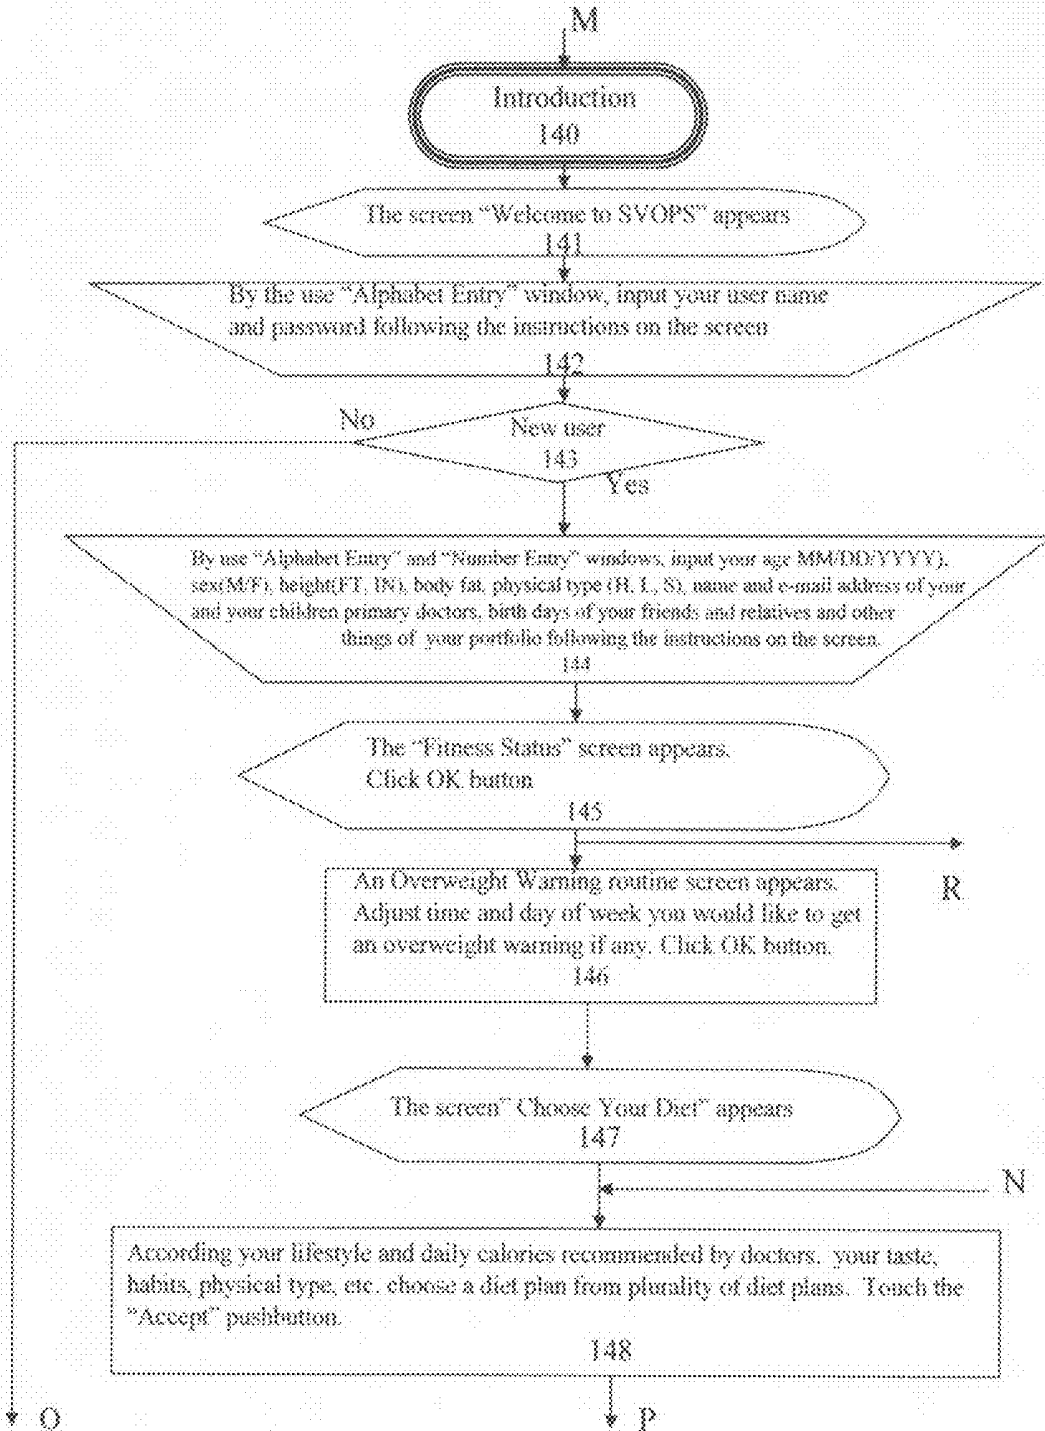 M
Introduction
140
The screen “Welcome to SVOPS” appears
141
By the use “Alphabet Entry” window, input your user name
and password following the instructions on the screen
142
No
New user
143
Yes
By use “Alphabet Entry” and “Number Entry” windows, input your age MM/DD/YYYY),
sex(M/F), height(FT, IN), body fat, physical type (H, L, S), name and e-mail address of your
and your children primary doctors, birth days of your friends and relatives and other
things of your portfolio following the instructions on the screen.
144
The “Fitness Status” screen appears.
Click OK button
145
R
An Overweight Warning routine screen appears.
Adjust time and day of week you would like to get
an overweight warning if any. Click OK button.
146
The screen” Choose Your Diet” appears
147
N
According your lifestyle and daily calories recommended by doctors. your taste,
habits, physical type, etc. choose a diet plan from plurality of diet plans. Touch the
“Accept” pushbutton.
148
O
P